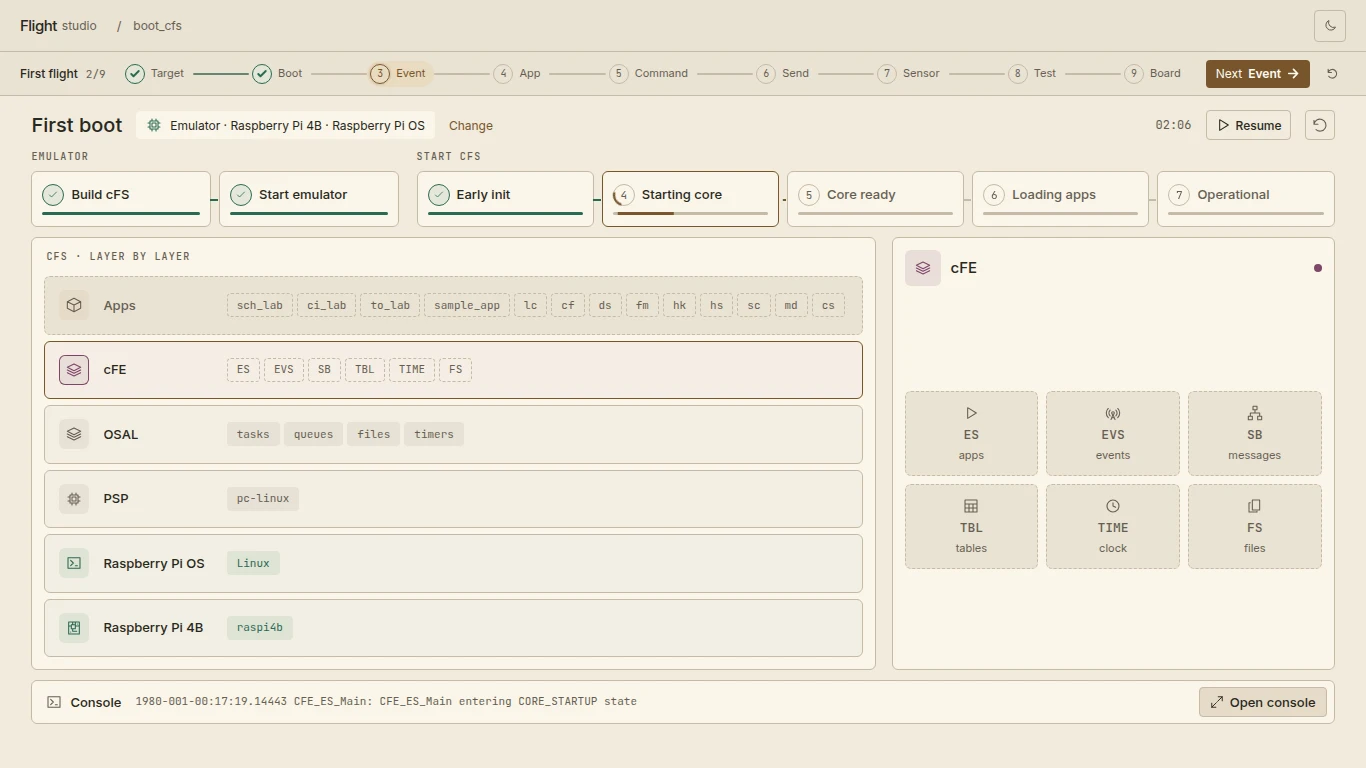 Flight studio / boot_cfs
First flight 2/9 Target Boot 3 Event 4 App 5 Command 6 Send 7 Sensor 8 Test 9 Board Next Event
First boot Emulator · Raspberry Pi 4B · Raspberry Pi OS Change 02:06 Resume
EMULATOR START CFS
Build cFS Start emulator Early init 4 Starting core 5 Core ready 6 Loading apps 7 Operational
CFS · LAYER BY LAYER
Apps sch_lab ci_lab to_lab sample_app lc cf ds fm hk hs sc md cs
cFE ES EVS SB TBL TIME FS
OSAL tasks queues files timers
PSP pc-linux
Raspberry Pi OS Linux
Raspberry Pi 4B raspi4b
cFE
ES EVS SB
apps events messages
TBL TIME FS
tables clock files
Console 1980-001-00:17:19.14443 CFE_ES_Main: CFE_ES_Main entering CORE_STARTUP state Open console